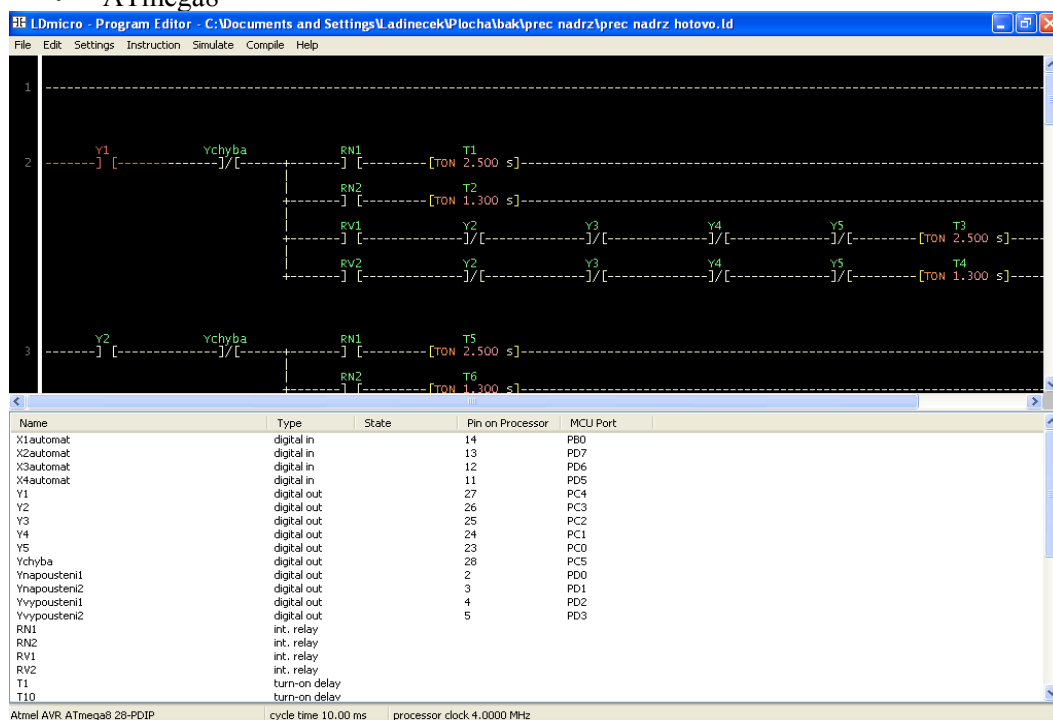 ATmega8
LDmicro - Program Editor - C:\Documents and Settings\Ladinecek\Plocha\bak\prec nadrz\prec nadrz hotovo.ld
File Edit Settings Instruction Simulate Compile Help
1
Y1 Ychyba RN1 T1
2 ] [ ]/[ ] [ [TON 2.500 s]
RN2 T2
] [ [TON 1.300 s]
RV1 Y2 Y3 Y4 Y5 T3
] [ ]/[ ]/[ ]/[ ]/[ [TON 2.500 s]
RV2 Y2 Y3 Y4 Y5 T4
] [ ]/[ ]/[ ]/[ ]/[ [TON 1.300 s]
Y2 Ychyba RN1 T5
3 ] [ ]/[ ] [ [TON 2.500 s]
RN2 T6
] [ [TON 1.300 s]
Name Type State Pin on Processor MCU Port
X1automat digital in 14 PB0
X2automat digital in 13 PD7
X3automat digital in 12 PD6
X4automat digital in 11 PD5
Y1 digital out 27 PC4
Y2 digital out 26 PC3
Y3 digital out 25 PC2
Y4 digital out 24 PC1
Y5 digital out 23 PC0
Ychyba digital out 28 PC5
Ynapousteni1 digital out 2 PD0
Ynapousteni2 digital out 3 PD1
Yvypousteni1 digital out 4 PD2
Yvypousteni2 digital out 5 PD3
RN1 int. relay
RN2 int. relay
RV1 int. relay
RV2 int. relay
T1 turn-on delay
T10 turn-on delay
Atmel AVR ATmega8 28-PDIP cycle time 10.00 ms processor clock 4.0000 MHz